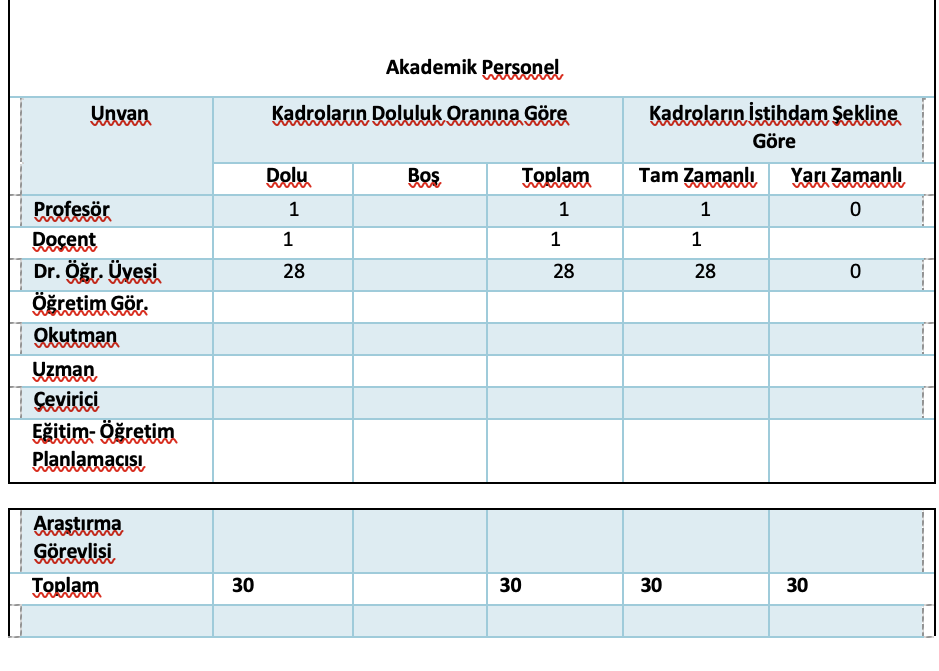 Akademik Personel
Unvan Kadroların Doluluk Oranına Göre Kadroların İstihdam Şekline
Göre
Dolu Boş Toplam Tam Zamanlı Yarı Zamanlı
Profesör 1 1 1 0
Doçent 1 1 1
Dr. Öğr. Üyesi 28 28 28 0
Öğretim Gör.
Okutman
Uzman
Çevirici
Eğitim- Öğretim
Planlamacısı
Araştırma
Görevlisi
Toplam 30 30 30 30